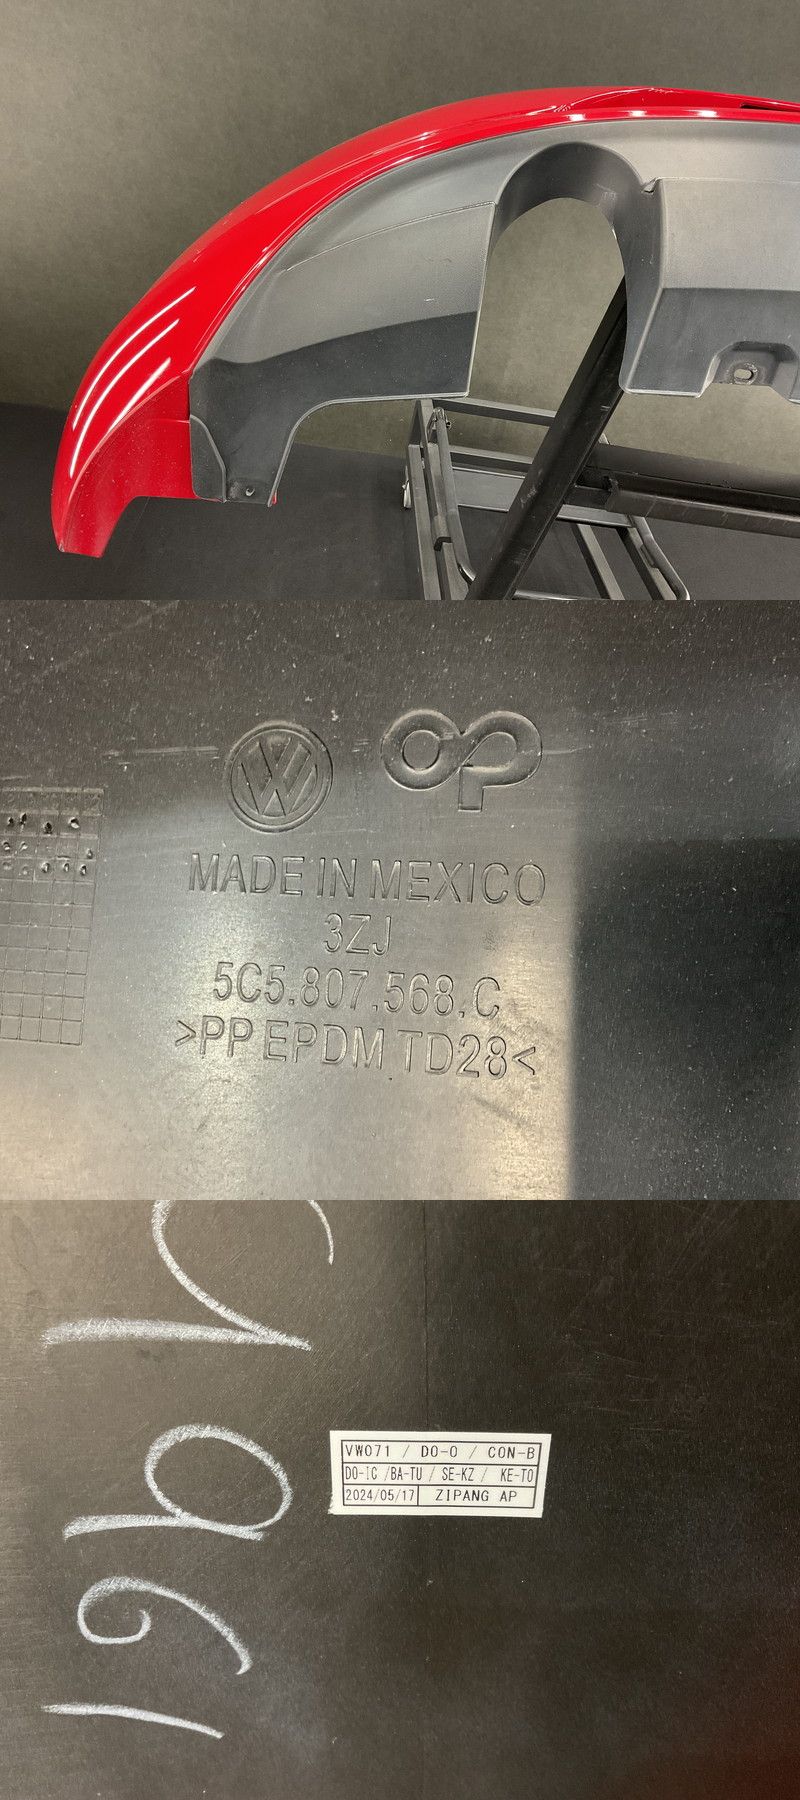 MADE IN MEXICO
3ZJ
5C5.807.568.C
>PP EPDM TD28<
VW071 / DO-O / CON-B
DO-IC /BA-TU / SE-KZ / KE-TO
2024/05/17 ZIPANG AP